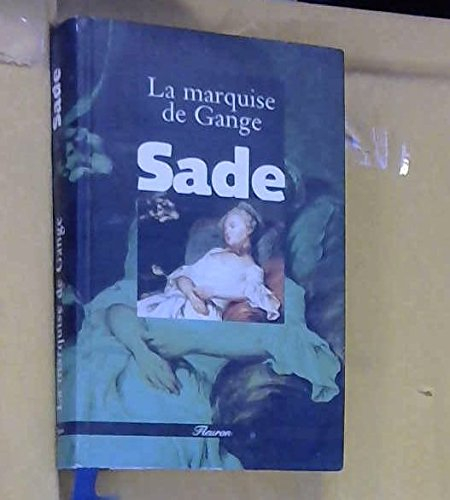 La marquise
de Gange
Sade
Fleuron
Sade
La marquise de Gange